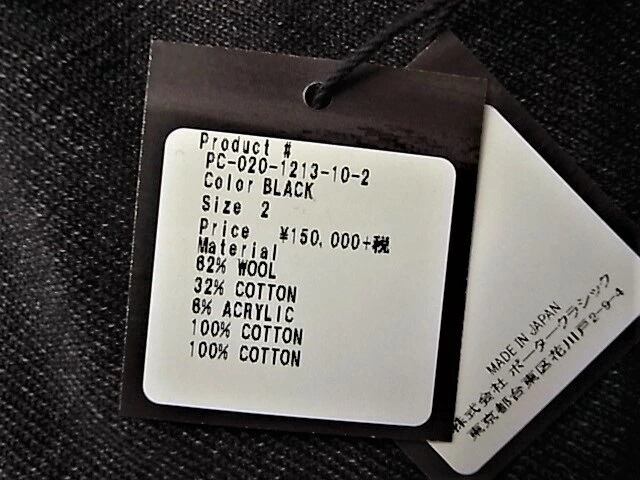 Product #
PC-020-1213-10-2
Color BLACK
Size 2
Price ¥150,000+税
Material
62% WOOL
32% COTTON
6% ACRYLIC
100% COTTON
100% COTTON
MADE IN JAPAN
株式会社 ポータークラシック
東京都台東区花川戸2-9-4